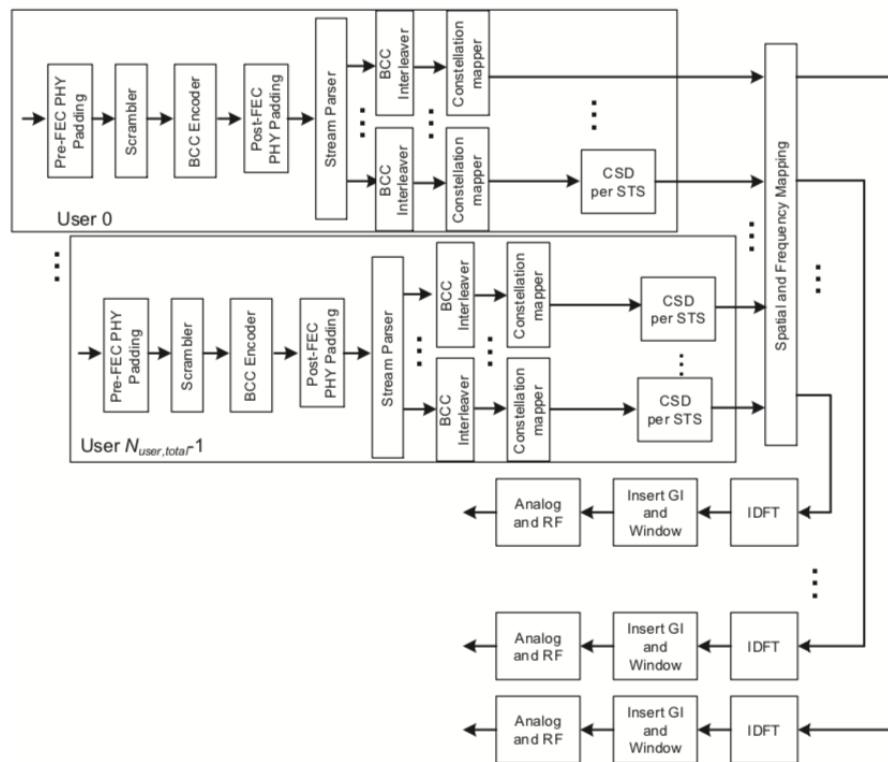 Pre-FEC PHY
Padding
Scrambler
BCC Encoder
Post-FEC
PHY Padding
Stream Parser
BCC
Interleaver
Constellation
mapper
BCC
Interleaver
Constellation
mapper
CSD
per STS
User 0
Spatial and Frequency Mapping
Pre-FEC PHY
Padding
Scrambler
BCC Encoder
Post-FEC
PHY Padding
Stream Parser
BCC
Interleaver
Constellation
mapper
CSD
per STS
BCC
Interleaver
Constellation
mapper
CSD
per STS
User Nuser,total-1
Analog
and RF
Insert GI
and
Window
IDFT
Analog
and RF
Insert GI
and
Window
IDFT
Analog
and RF
Insert GI
and
Window
IDFT